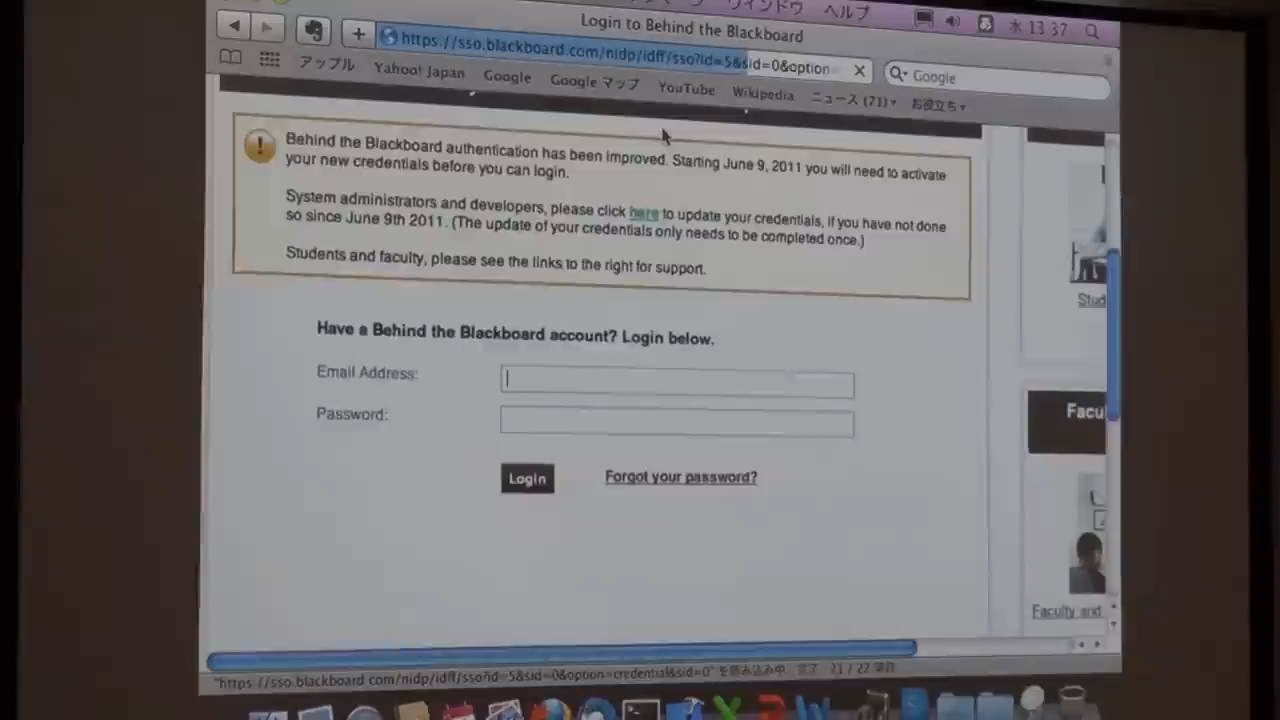 ウィンドウ ヘルプ
水 13 37
Login to Behind the Blackboard
https://sso.blackboard.com/nidp/idff/sso?id=5&sid=0&option
Google
アップル Yahoo! Japan Google Google マップ YouTube Wikipedia ニュース (71)▾ お役立ち▾
Behind the Blackboard authentication has been improved. Starting June 9, 2011 you will need to activate
your new credentials before you can login.
System administrators and developers, please click here to update your credentials, if you have not done
so since June 9th 2011. (The update of your credentials only needs to be completed once.)
Students and faculty, please see the links to the right for support.
Stud
Have a Behind the Blackboard account? Login below.
Email Address:
Password:
Facu
Login Forgot your password?
Faculty and
"https://sso.blackboard.com/nidp/idff/sso?id=5&sid=0&option=credential&sid=0" を読み込み中、完了 21 / 22 項目